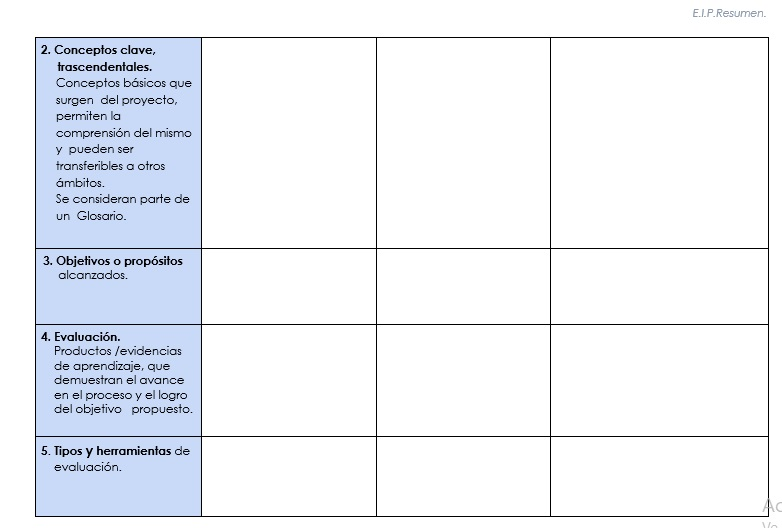 E.I.P.Resumen.
2. Conceptos clave,
trascendentales.
Conceptos básicos que
surgen del proyecto,
permiten la
comprensión del mismo
y pueden ser
transferibles a otros
ámbitos.
Se consideran parte de
un Glosario.
3. Objetivos o propósitos
alcanzados.
4. Evaluación.
Productos /evidencias
de aprendizaje, que
demuestran el avance
en el proceso y el logro
del objetivo propuesto.
5. Tipos y herramientas de
evaluación.